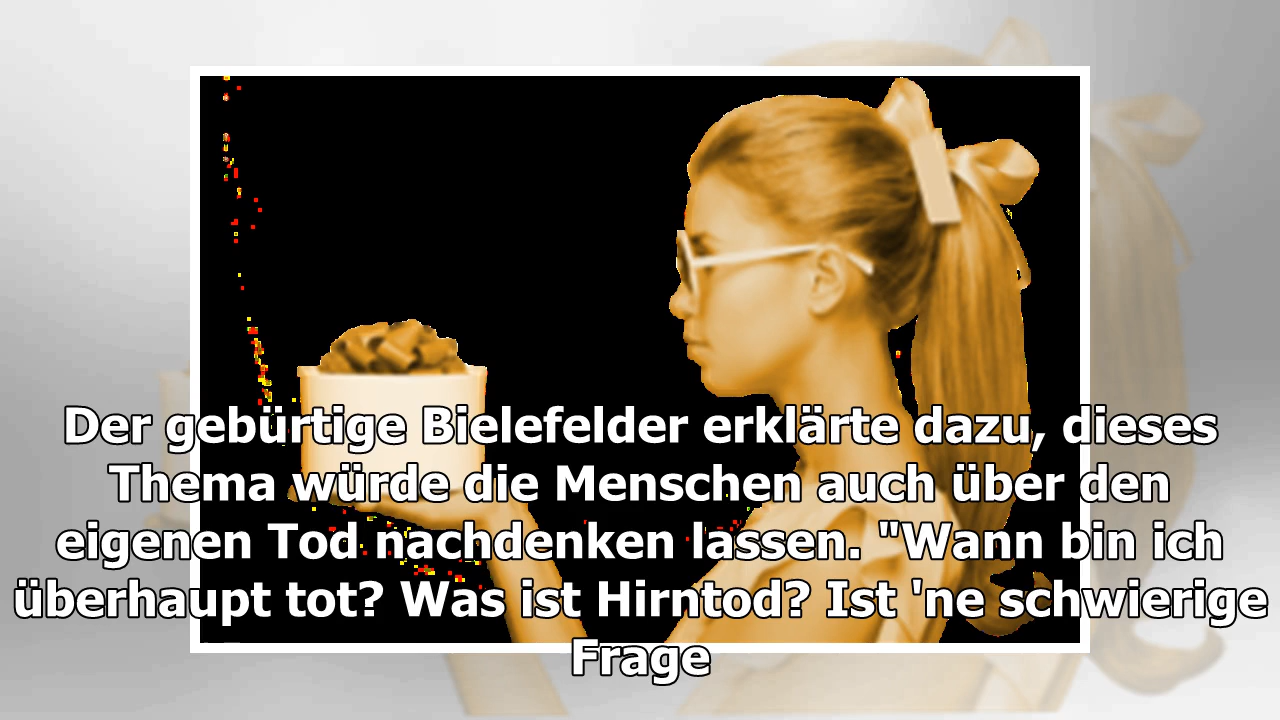 Der gebürtige Bielefelder erklärte dazu, dieses
Thema würde die Menschen auch über den
eigenen Tod nachdenken lassen. "Wann bin ich
überhaupt tot? Was ist Hirntod? Ist 'ne schwierige
Frage